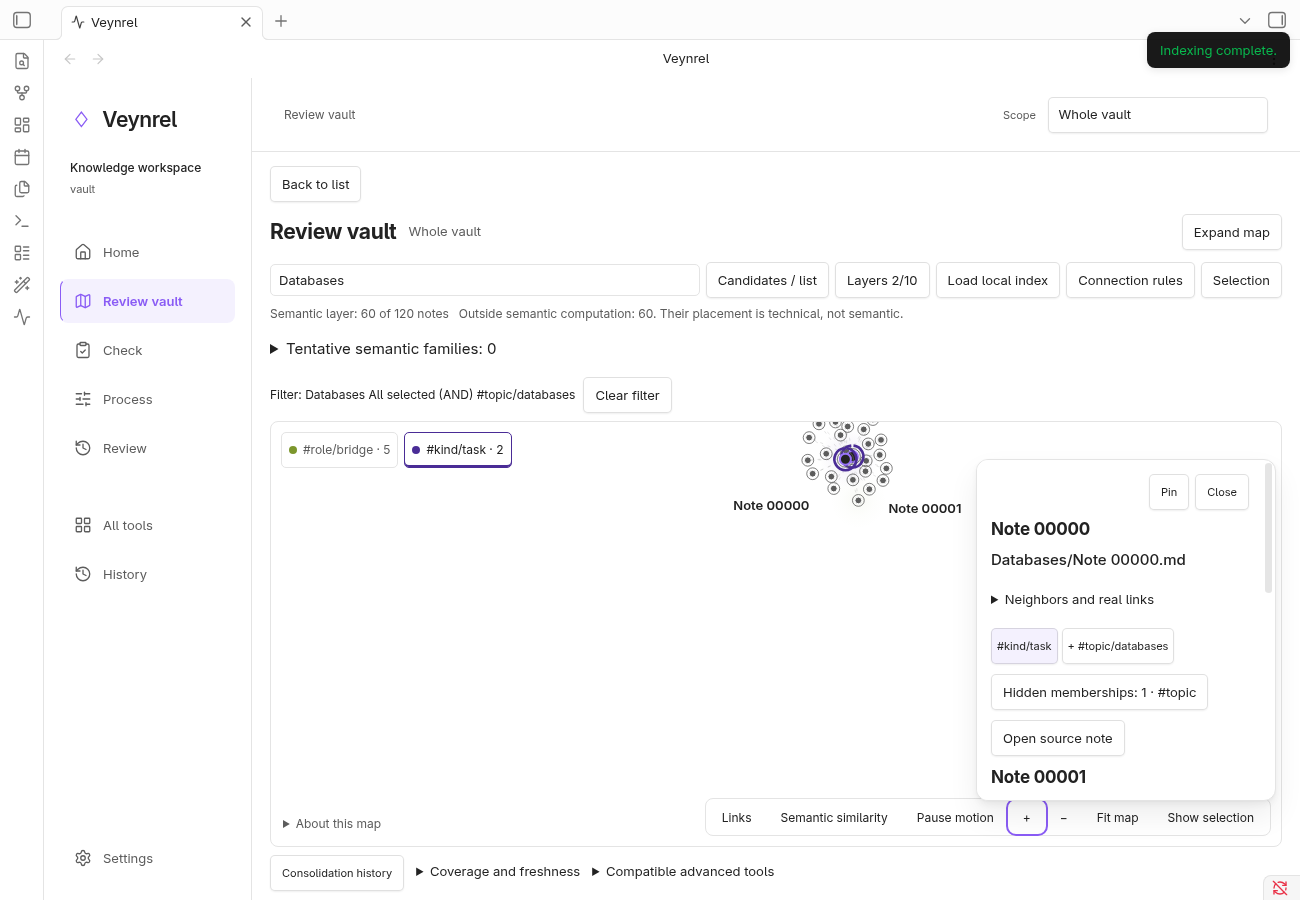 Veynrel
Veynrel
Indexing complete.
Veynrel
Knowledge workspace
vault
Home
Review vault
Check
Process
Review
All tools
History
Settings
Review vault
Scope
Whole vault
Back to list
Review vault Whole vault
Expand map
Databases
Candidates / list
Layers 2/10
Load local index
Connection rules
Selection
Semantic layer: 60 of 120 notes Outside semantic computation: 60. Their placement is technical, not semantic.
Tentative semantic families: 0
Filter: Databases All selected (AND) #topic/databases
Clear filter
#role/bridge · 5
#kind/task · 2
Note 00000
Note 00001
Pin
Close
Note 00000
Databases/Note 00000.md
Neighbors and real links
#kind/task
+ #topic/databases
Hidden memberships: 1 · #topic
Open source note
Note 00001
About this map
Links
Semantic similarity
Pause motion
+
−
Fit map
Show selection
Consolidation history
Coverage and freshness
Compatible advanced tools